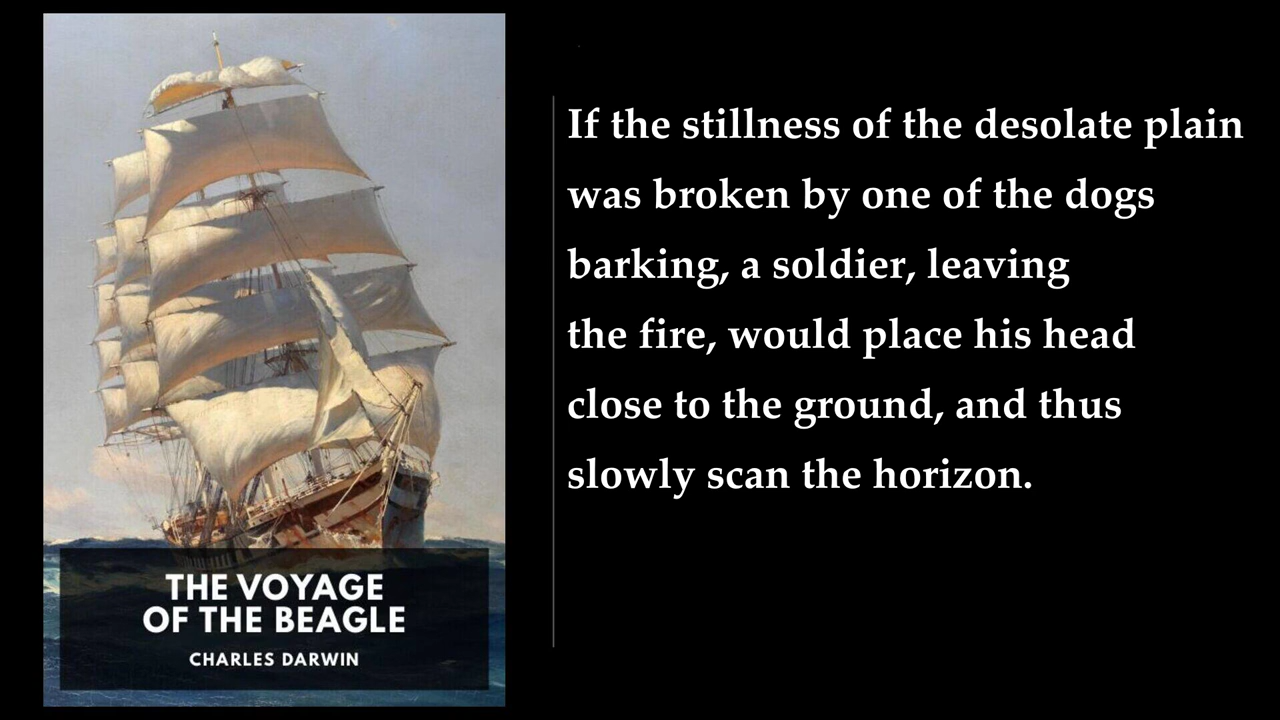 If the stillness of the desolate plain
was broken by one of the dogs
barking, a soldier, leaving
the fire, would place his head
close to the ground, and thus
slowly scan the horizon.
THE VOYAGE
OF THE BEAGLE
CHARLES DARWIN